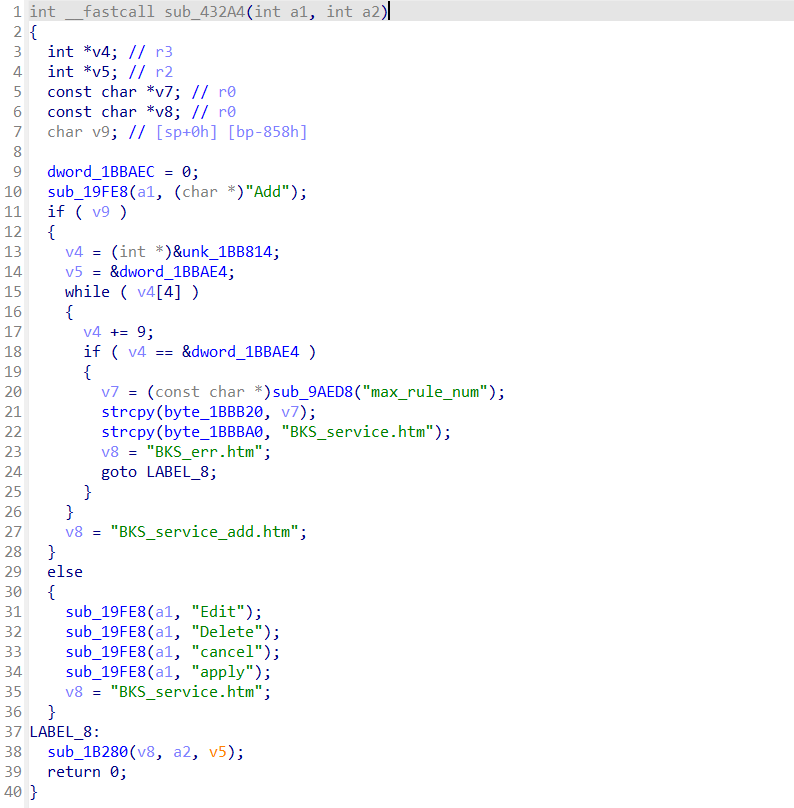 1 int __fastcall sub_432A4(int a1, int a2)
2 {
3 int *v4; // r3
4 int *v5; // r2
5 const char *v7; // r0
6 const char *v8; // r0
7 char v9; // [sp+0h] [bp-858h]
8
9 dword_1BBAEC = 0;
10 sub_19FE8(a1, (char *)"Add");
11 if ( v9 )
12 {
13 v4 = (int *)&unk_1BB814;
14 v5 = &dword_1BBAE4;
15 while ( v4[4] )
16 {
17 v4 += 9;
18 if ( v4 == &dword_1BBAE4 )
19 {
20 v7 = (const char *)sub_9AED8("max_rule_num");
21 strcpy(byte_1BBB20, v7);
22 strcpy(byte_1BBBA0, "BKS_service.htm");
23 v8 = "BKS_err.htm";
24 goto LABEL_8;
25 }
26 }
27 v8 = "BKS_service_add.htm";
28 }
29 else
30 {
31 sub_19FE8(a1, "Edit");
32 sub_19FE8(a1, "Delete");
33 sub_19FE8(a1, "cancel");
34 sub_19FE8(a1, "apply");
35 v8 = "BKS_service.htm";
36 }
37 LABEL_8:
38 sub_1B280(v8, a2, v5);
39 return 0;
40 }